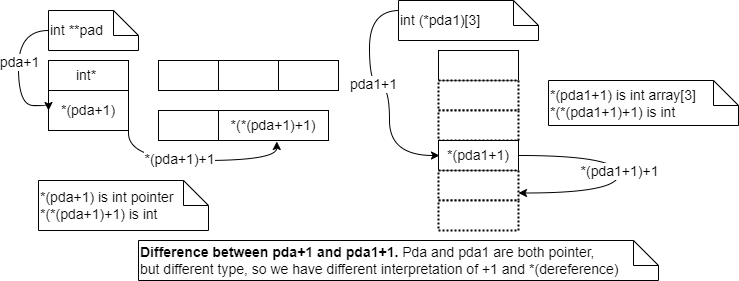 int **pad
pda+1
int*
*(pda+1)
*(*(pda+1)+1)
*(pda+1)+1
*(pda+1) is int pointer
*(*(pda+1)+1) is int
int (*pda1)[3]
pda1+1
*(pda1+1)
*(pda1+1)+1
*(pda1+1) is int array[3]
*(*(pda1+1)+1) is int
Difference between pda+1 and pda1+1. Pda and pda1 are both pointer,
but different type, so we have different interpretation of +1 and *(dereference)